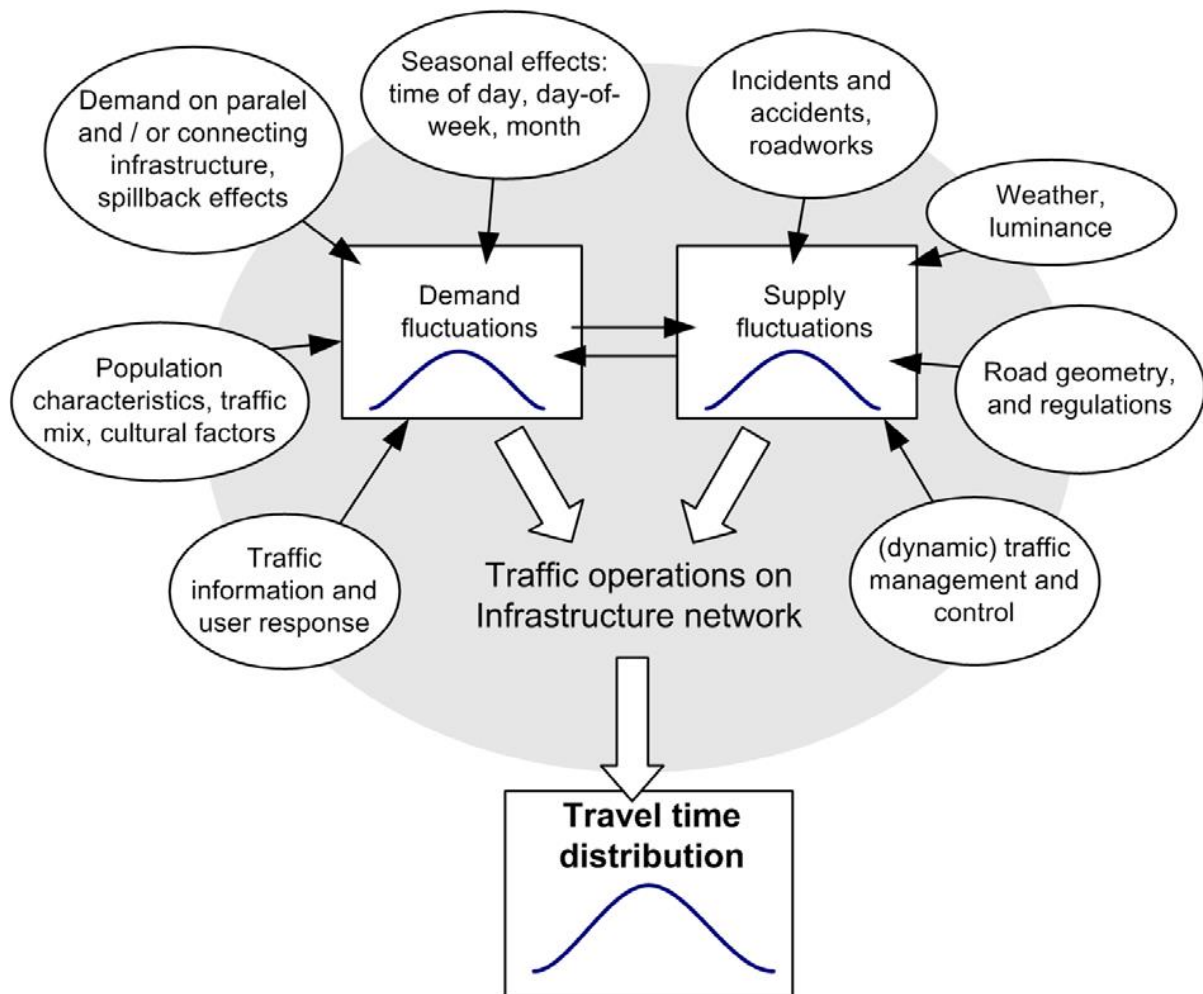 Demand on paralel
and / or connecting
infrastructure,
spillback effects
Seasonal effects:
time of day, day-of-
week, month
Incidents and
accidents,
roadworks
Weather,
luminance
Demand
fluctuations
Supply
fluctuations
Population
characteristics, traffic
mix, cultural factors
Road geometry,
and regulations
Traffic
information and
user response
(dynamic) traffic
management and
control
Traffic operations on
Infrastructure network
Travel time
distribution